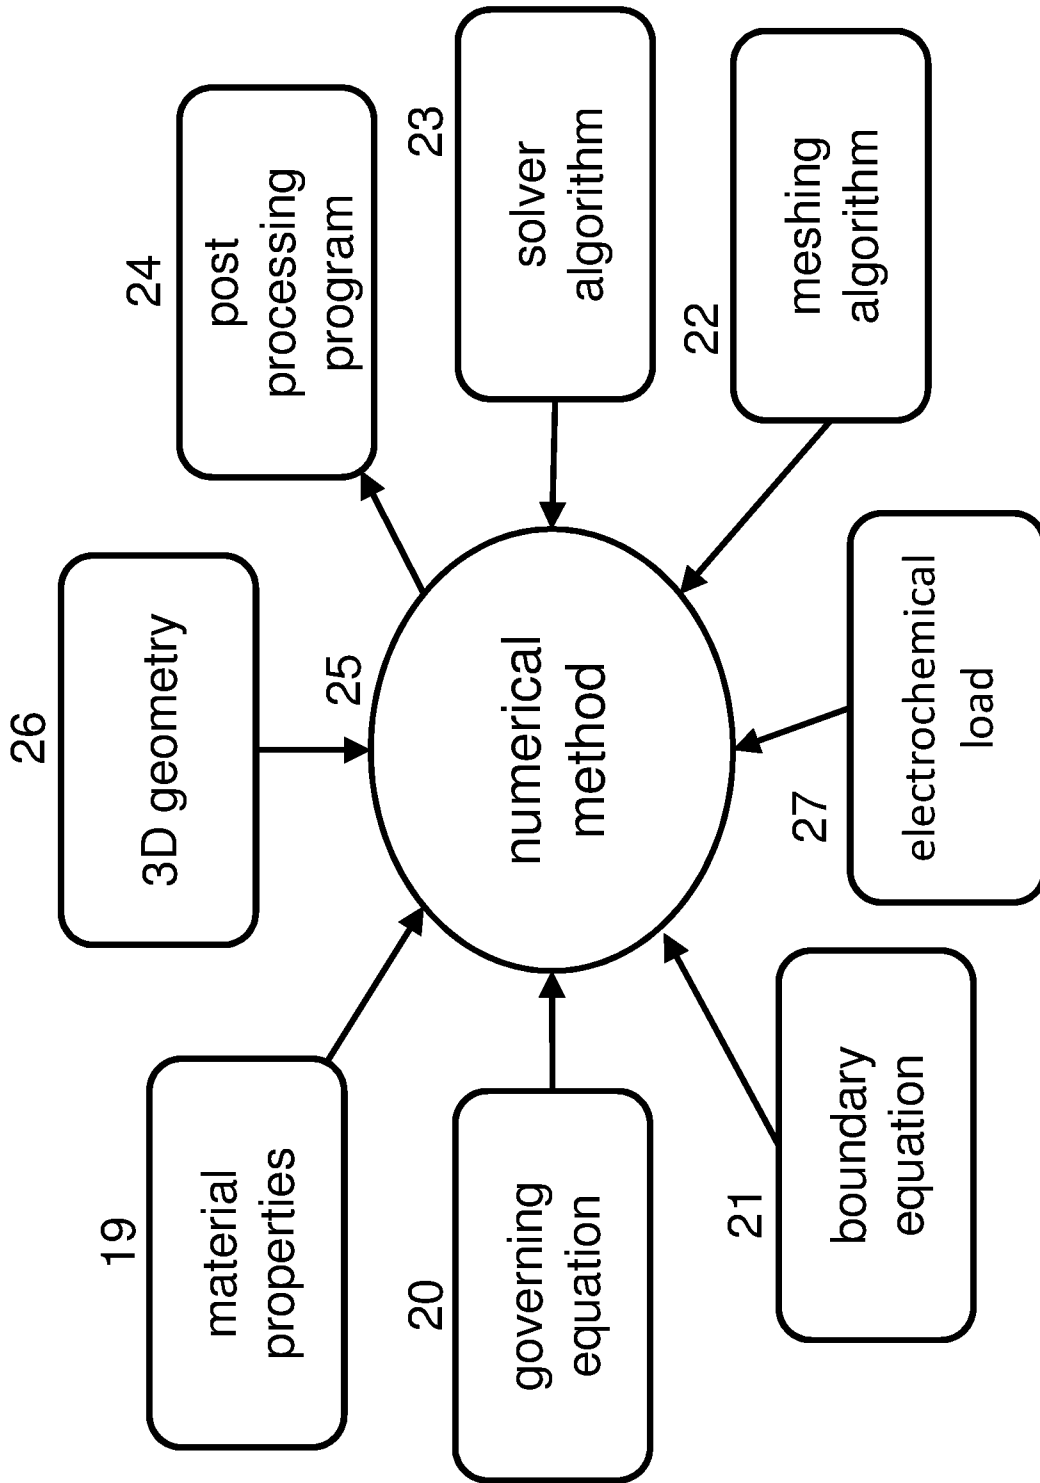 26
3D geometry
19
material
properties
24
post
processing
program
25
numerical
method
20
governing
equation
23
solver
algorithm
21
boundary
equation
27
electrochemical
load
22
meshing
algorithm